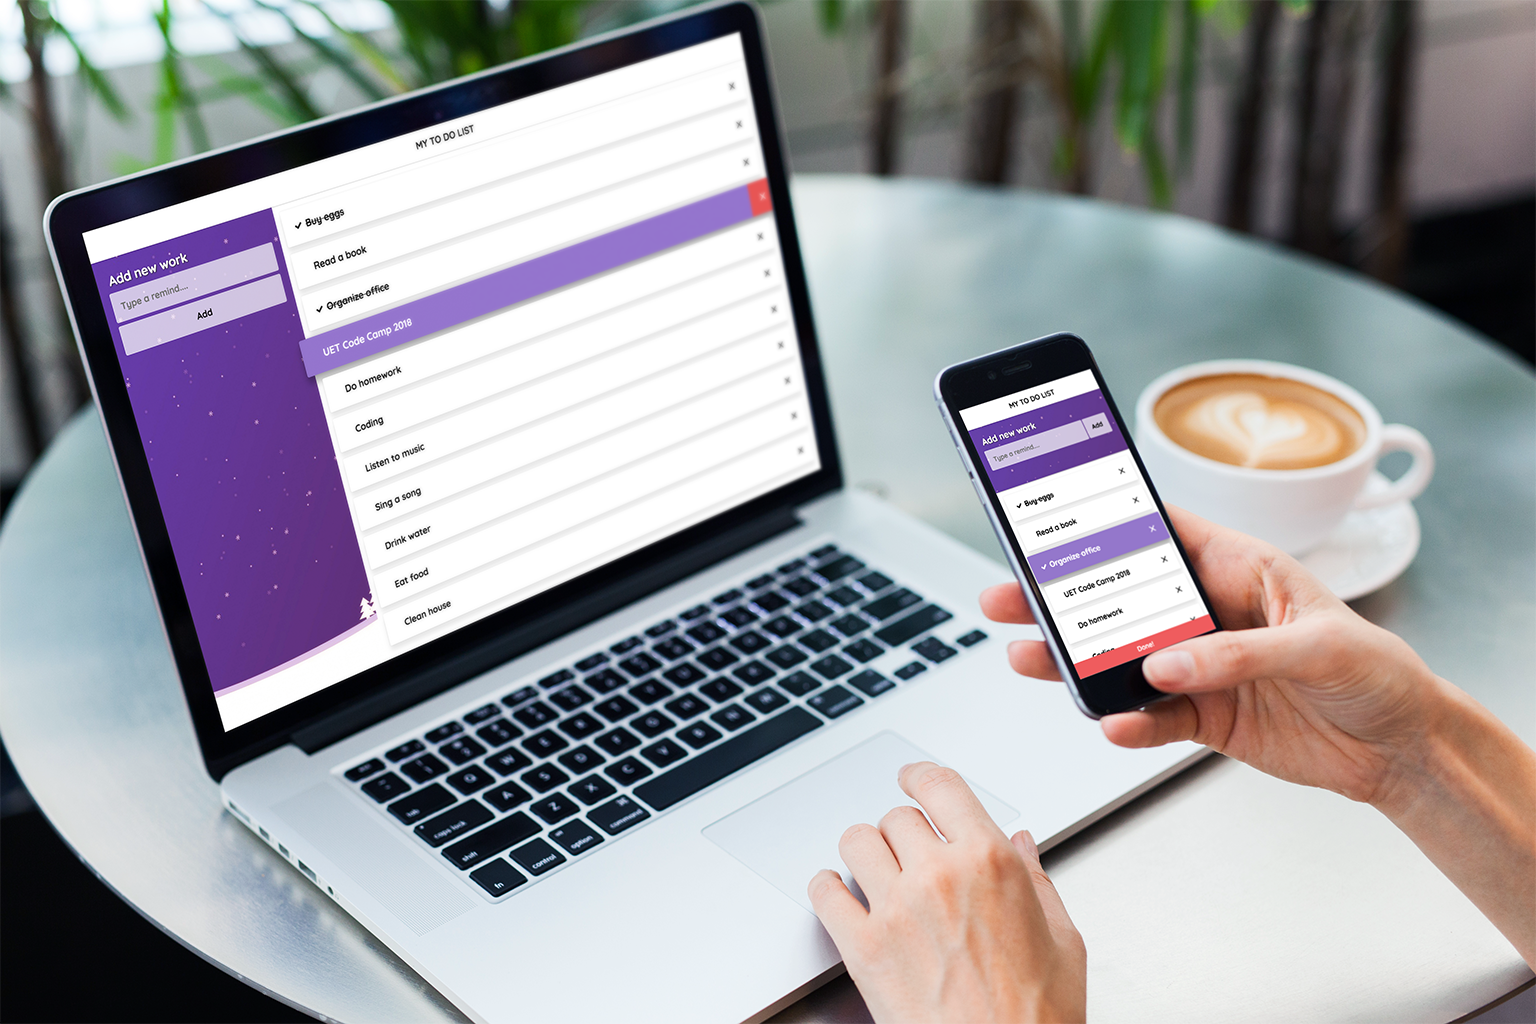 MY TO DO LIST
Add new work
Type a remind....
Add
Buy eggs
Read a book
Organize office
UET Code Camp 2018
Do homework
Coding
Listen to music
Sing a song
Drink water
Eat food
Clean house
MY TO DO LIST
Add new work
Type a remind....
Add
Buy eggs
Read a book
Organize office
UET Code Camp 2018
Do homework
Coding
Done!
tab
caps lock
shift
fn
control
option
command
Q W
A S D
Z X C V